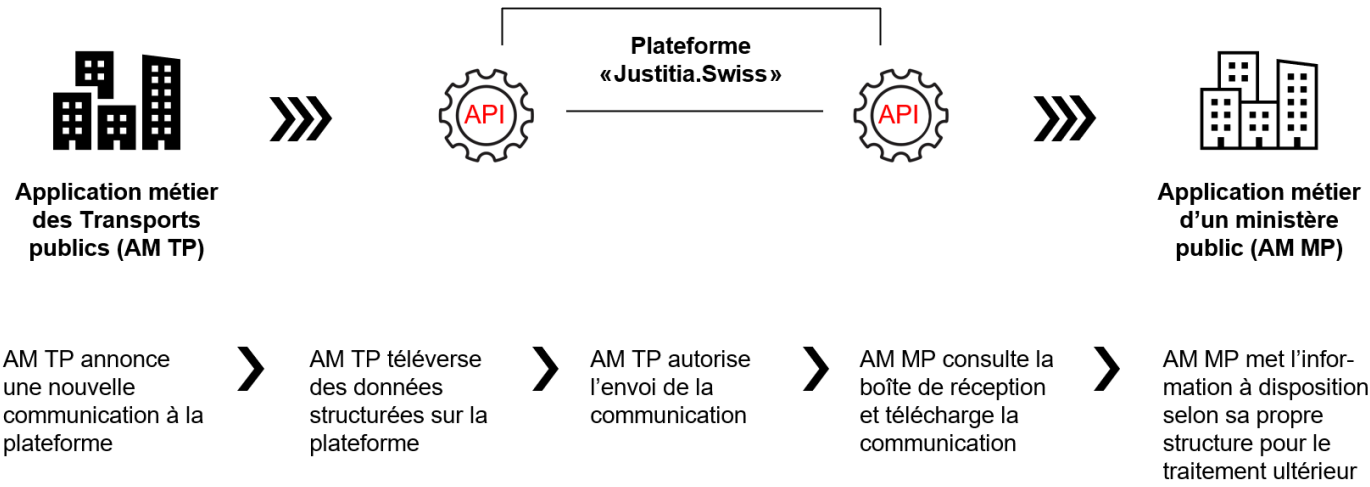 Plateforme
«Justitia.Swiss»
API
API
Application métier
des Transports
publics (AM TP)
Application métier
d’un ministère
public (AM MP)
AM TP annonce
une nouvelle
communication à la
plateforme
AM TP téléverse
des données
structurées sur la
plateforme
AM TP autorise
l’envoi de la
communication
AM MP consulte la
boîte de réception
et télécharge la
communication
AM MP met l’infor-
mation à disposition
selon sa propre
structure pour le
traitement ultérieur